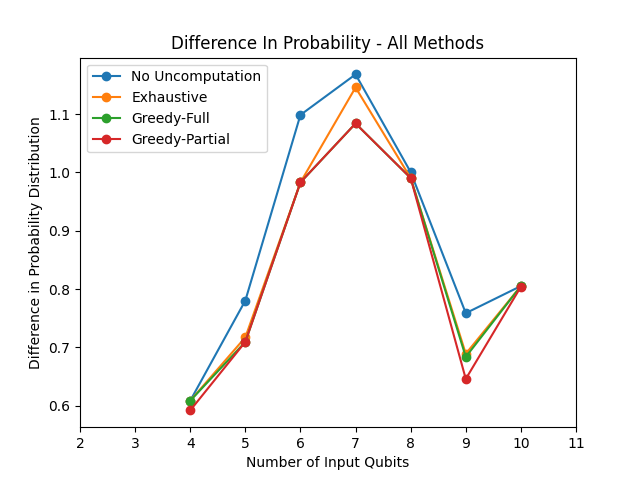 Difference In Probability - All Methods
No Uncomputation
Exhaustive
Greedy-Full
Greedy-Partial
Difference in Probability Distribution
1.1
1.0
0.9
0.8
0.7
0.6
2 3 4 5 6 7 8 9 10 11
Number of Input Qubits